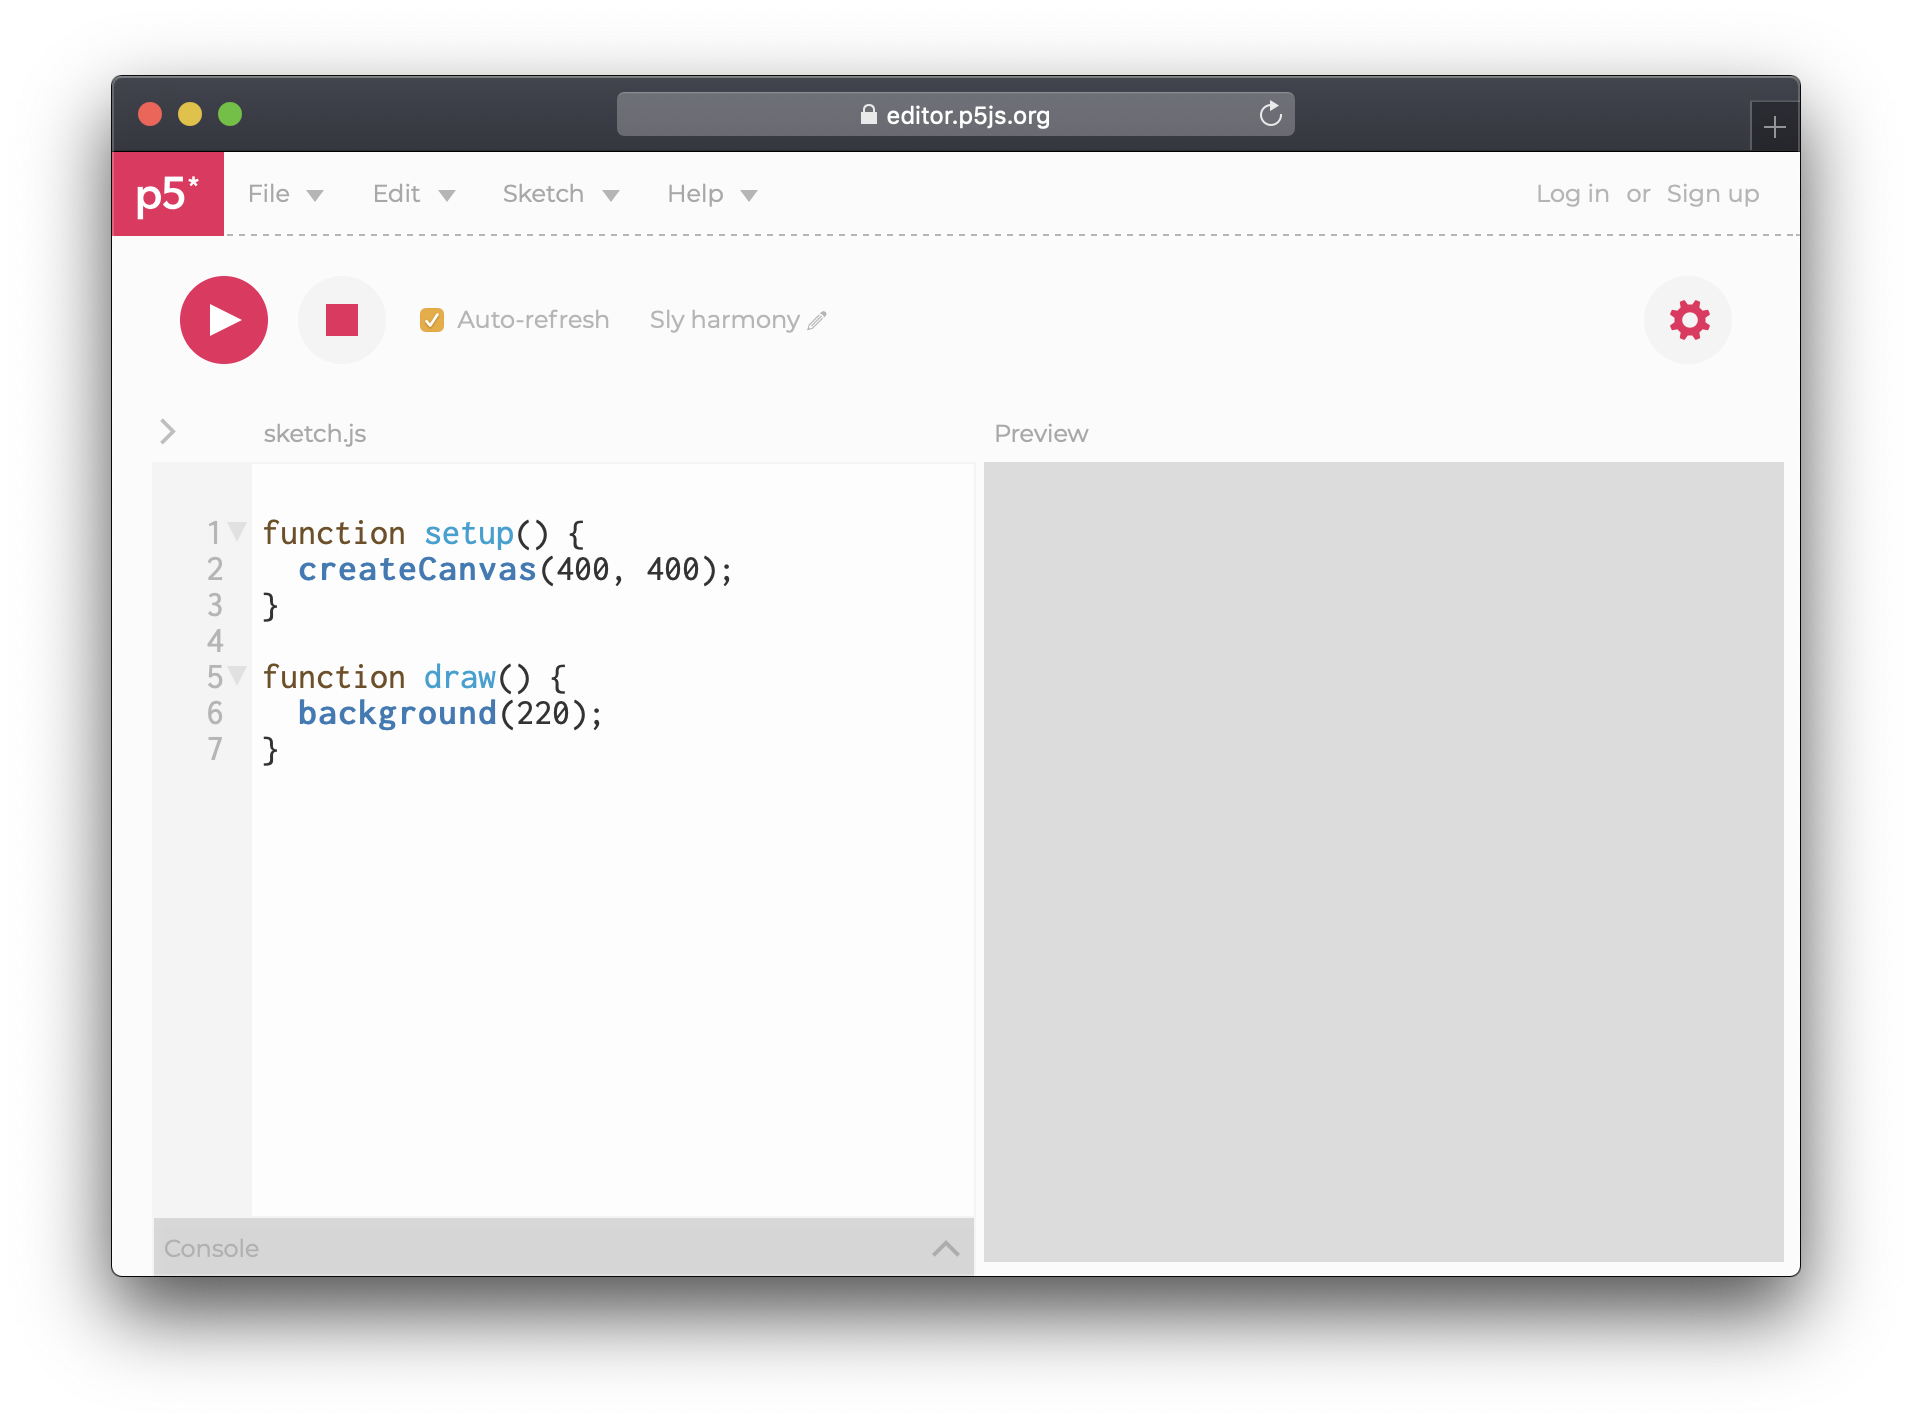 editor.p5js.org
p5* File Edit Sketch Help Log in or Sign up
Auto-refresh Sly harmony
sketch.js
Preview
1 function setup() {
2 createCanvas(400, 400);
3 }
4
5 function draw() {
6 background(220);
7 }
Console